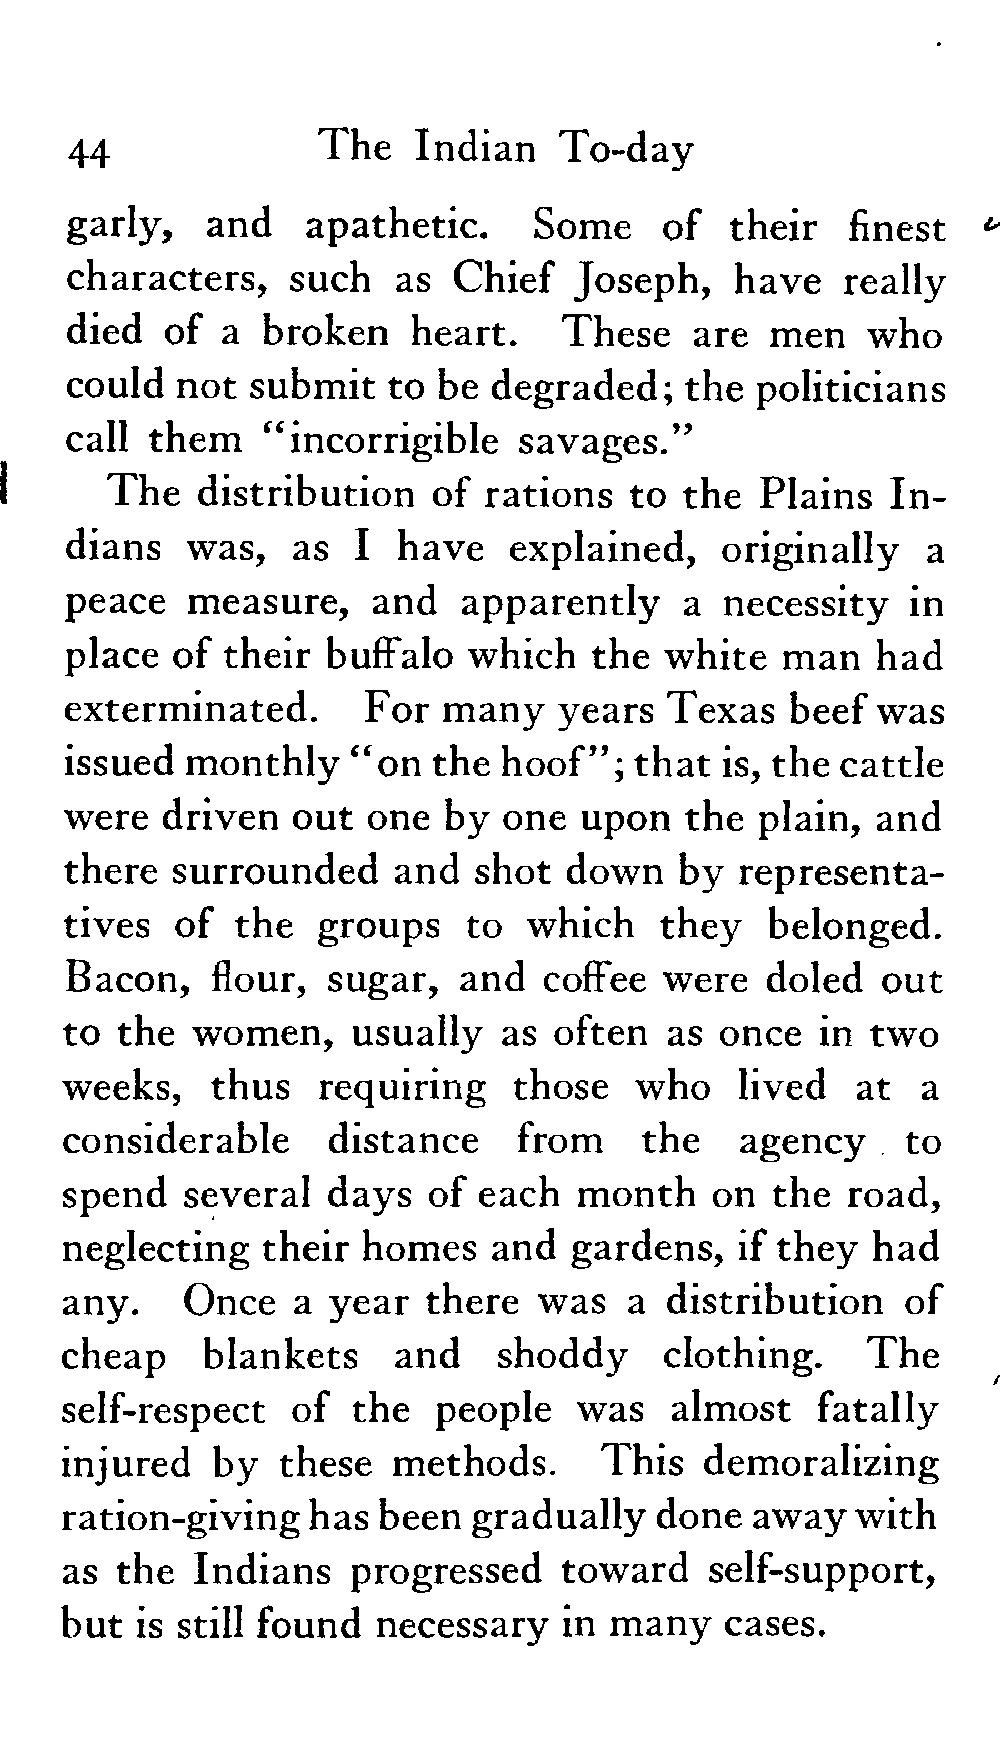 44 The Indian To-day
garly, and apathetic. Some of their finest
characters, such as Chief Joseph, have really
died of a broken heart. These are men who
could not submit to be degraded; the politicians
call them "incorrigible savages."
The distribution of rations to the Plains In-
dians was, as I have explained, originally a
peace measure, and apparently a necessity in
place of their buffalo which the white man had
exterminated. For many years Texas beef was
issued monthly "on the hoof"; that is, the cattle
were driven out one by one upon the plain, and
there surrounded and shot down by representa-
tives of the groups to which they belonged.
Bacon, flour, sugar, and coffee were doled out
to the women, usually as often as once in two
weeks, thus requiring those who lived at a
considerable distance from the agency to
spend several days of each month on the road,
neglecting their homes and gardens, if they had
any. Once a year there was a distribution of
cheap blankets and shoddy clothing. The
self-respect of the people was almost fatally
injured by these methods. This demoralizing
ration-giving has been gradually done away with
as the Indians progressed toward self-support,
but is still found necessary in many cases.